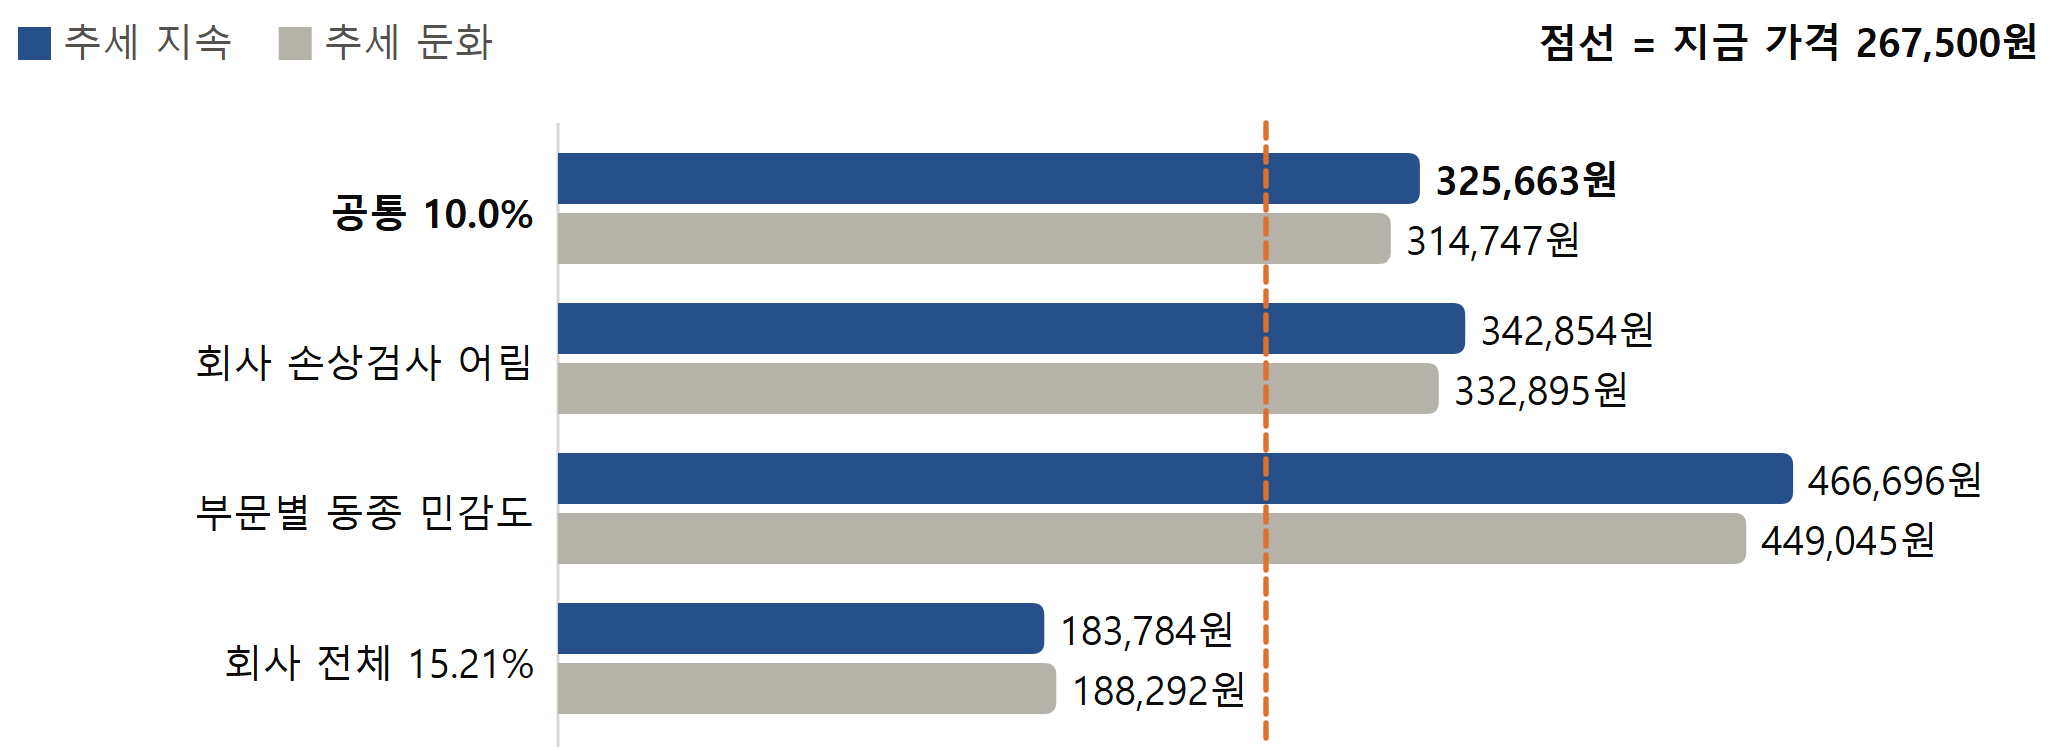 추세 지속
추세 둔화
점선 = 지금 가격 267,500원
공통 10.0%
325,663원
314,747원
회사 손상검사 어림
342,854원
332,895원
부문별 동종 민감도
466,696원
449,045원
회사 전체 15.21%
183,784원
188,292원